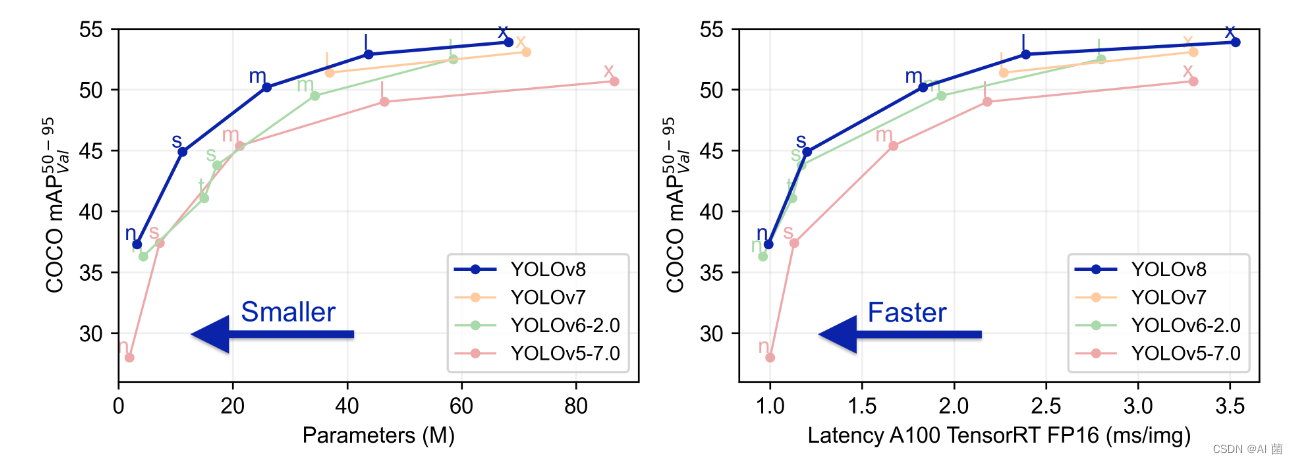 55
50
45
40
35
30
COCO mAP50-95 Val
n
s
m
l
x
l
x
n
t
s
m
l
n
s
m
l
x
Smaller
YOLOv8
YOLOv7
YOLOv6-2.0
YOLOv5-7.0
0
20
40
60
80
Parameters (M)
55
50
45
40
35
30
COCO mAP50-95 Val
n
s
m
l
x
l
x
n
t
s
m
l
n
s
m
l
x
Faster
YOLOv8
YOLOv7
YOLOv6-2.0
YOLOv5-7.0
1.0
1.5
2.0
2.5
3.0
3.5
Latency A100 TensorRT FP16 (ms/img)
CSDN @AI 菌